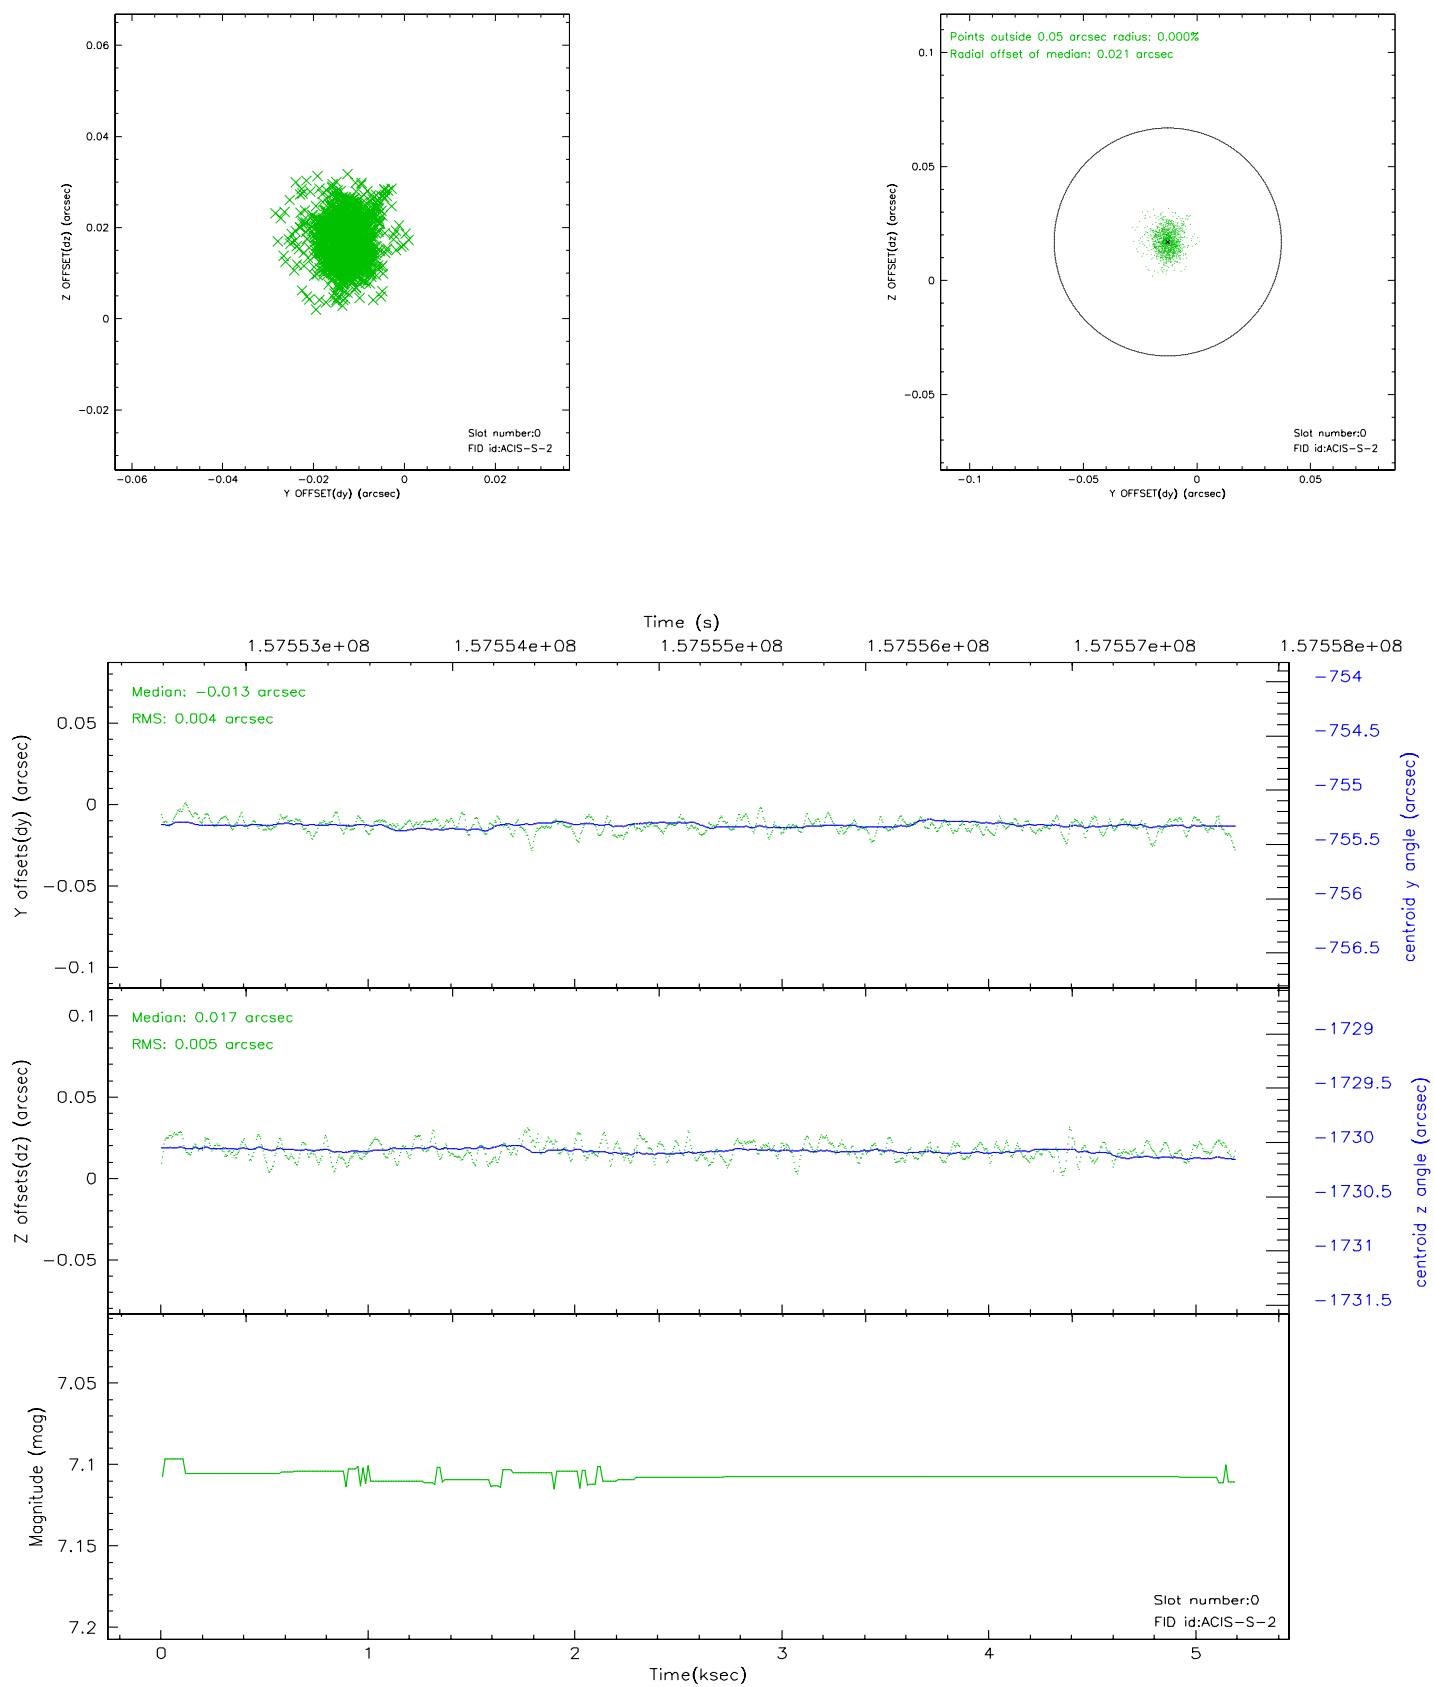 0.06
0.04
0.02
0
-0.02
Z OFFSET(dz) (arcsec)
Slot number:0
FID id:ACIS-S-2
-0.06
-0.04
-0.02
0
0.02
Y OFFSET(dy) (arcsec)
Points outside 0.05 arcsec radius: 0.000%
Radial offset of median: 0.021 arcsec
0.1
0.05
0
-0.05
Z OFFSET(dz) (arcsec)
Slot number:0
FID id:ACIS-S-2
-0.1
-0.05
0
0.05
Y OFFSET(dy) (arcsec)
Time (s)
1.57553e+08
1.57554e+08
1.57555e+08
1.57556e+08
1.57557e+08
1.57558e+08
Median: -0.013 arcsec
RMS: 0.004 arcsec
0.05
0
-0.05
-0.1
Y offsets(dy) (arcsec)
-754
-754.5
-755
-755.5
-756
-756.5
centroid y angle (arcsec)
Median: 0.017 arcsec
RMS: 0.005 arcsec
0.1
0.05
0
-0.05
Z offsets(dz) (arcsec)
-1729
-1729.5
-1730
-1730.5
-1731
-1731.5
centroid z angle (arcsec)
7.05
7.1
7.15
7.2
Magnitude (mag)
Slot number:0
FID id:ACIS-S-2
0
1
2
3
4
5
Time(ksec)